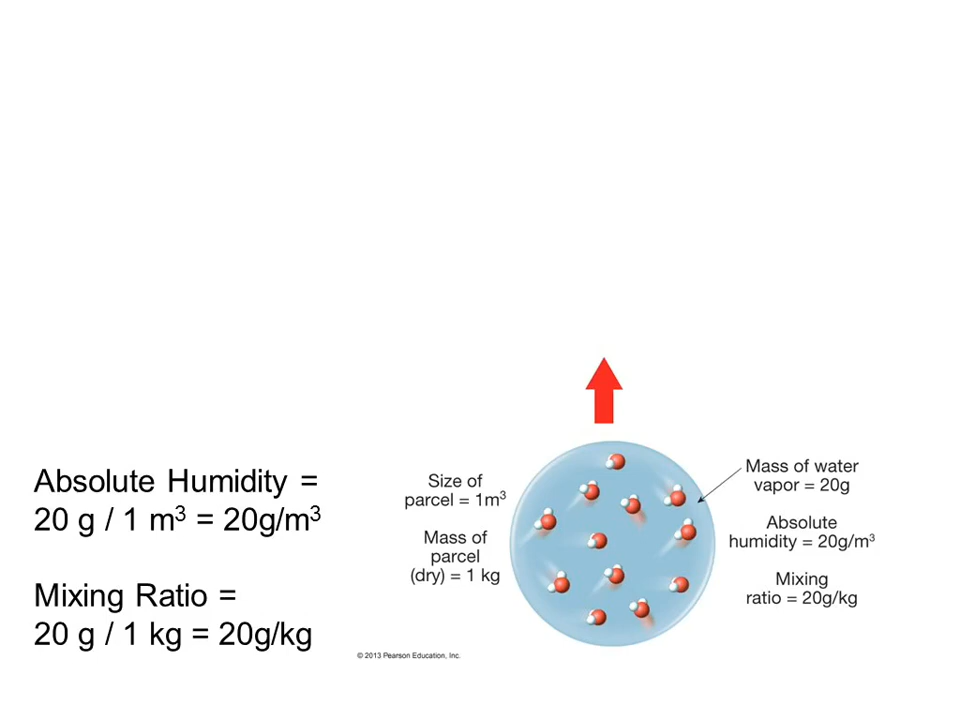 Absolute Humidity =
20 g / 1 m³ = 20g/m³
Mixing Ratio =
20 g / 1 kg = 20g/kg
Size of
parcel = 1m³
Mass of
parcel
(dry) = 1 kg
Mass of water
vapor = 20g
Absolute
humidity = 20g/m³
Mixing
ratio = 20g/kg
© 2013 Pearson Education, Inc.